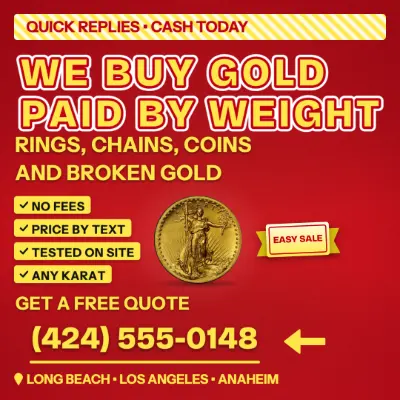 QUICK REPLIES • CASH TODAY
WE BUY GOLD
PAID BY WEIGHT
RINGS, CHAINS, COINS
AND BROKEN GOLD
✓ NO FEES
✓ PRICE BY TEXT
✓ TESTED ON SITE
✓ ANY KARAT
EASY SALE
GET A FREE QUOTE
(424) 555-0148
LONG BEACH • LOS ANGELES • ANAHEIM